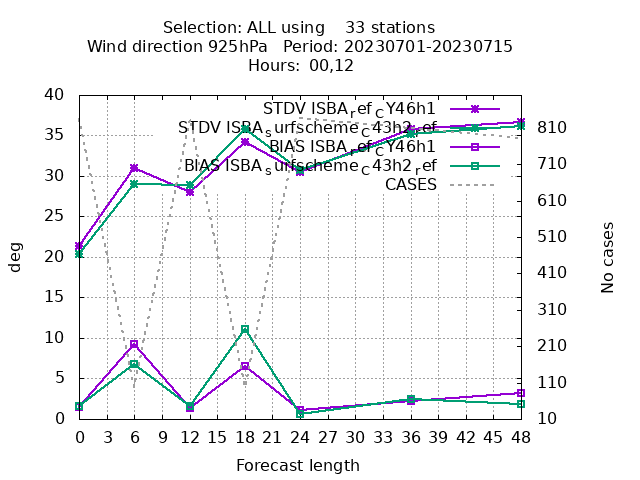 Selection: ALL using    33 stations
Wind direction 925hPa   Period: 20230701-20230715
Hours:  00,12
STDV ISBA_ref_CY46h1
STDV ISBA_surfscheme_C43h2_ref
BIAS ISBA_ref_CY46h1
BIAS ISBA_surfscheme_C43h2_ref
CASES
40
35
30
25
20
15
10
5
0
810
710
610
510
410
310
210
110
10
deg
No cases
0 3 6 9 12 15 18 21 24 27 30 33 36 39 42 45 48
Forecast length